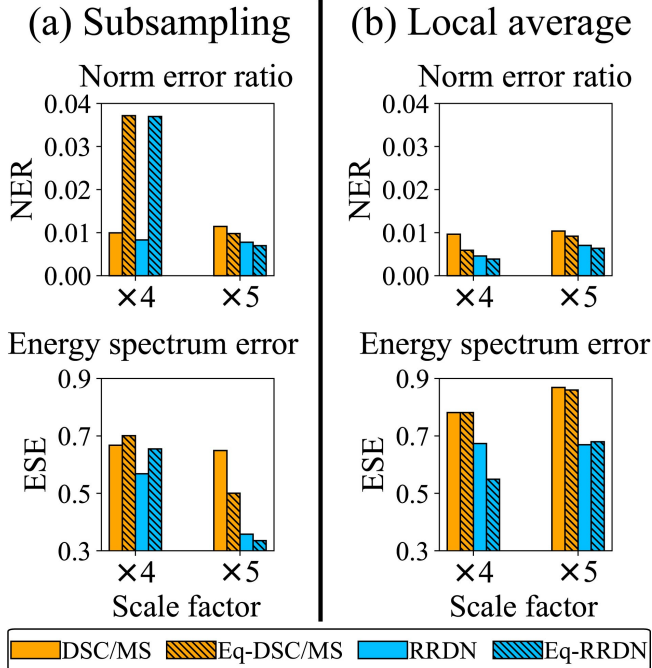 (a) Subsampling
Norm error ratio
NER
0.04
0.03
0.02
0.01
0.00
×4 ×5
Energy spectrum error
ESE
0.9
0.7
0.5
0.3
×4 ×5
Scale factor
(b) Local average
Norm error ratio
NER
0.04
0.03
0.02
0.01
0.00
×4 ×5
Energy spectrum error
ESE
0.9
0.7
0.5
0.3
×4 ×5
Scale factor
DSC/MS Eq-DSC/MS RRDN Eq-RRDN